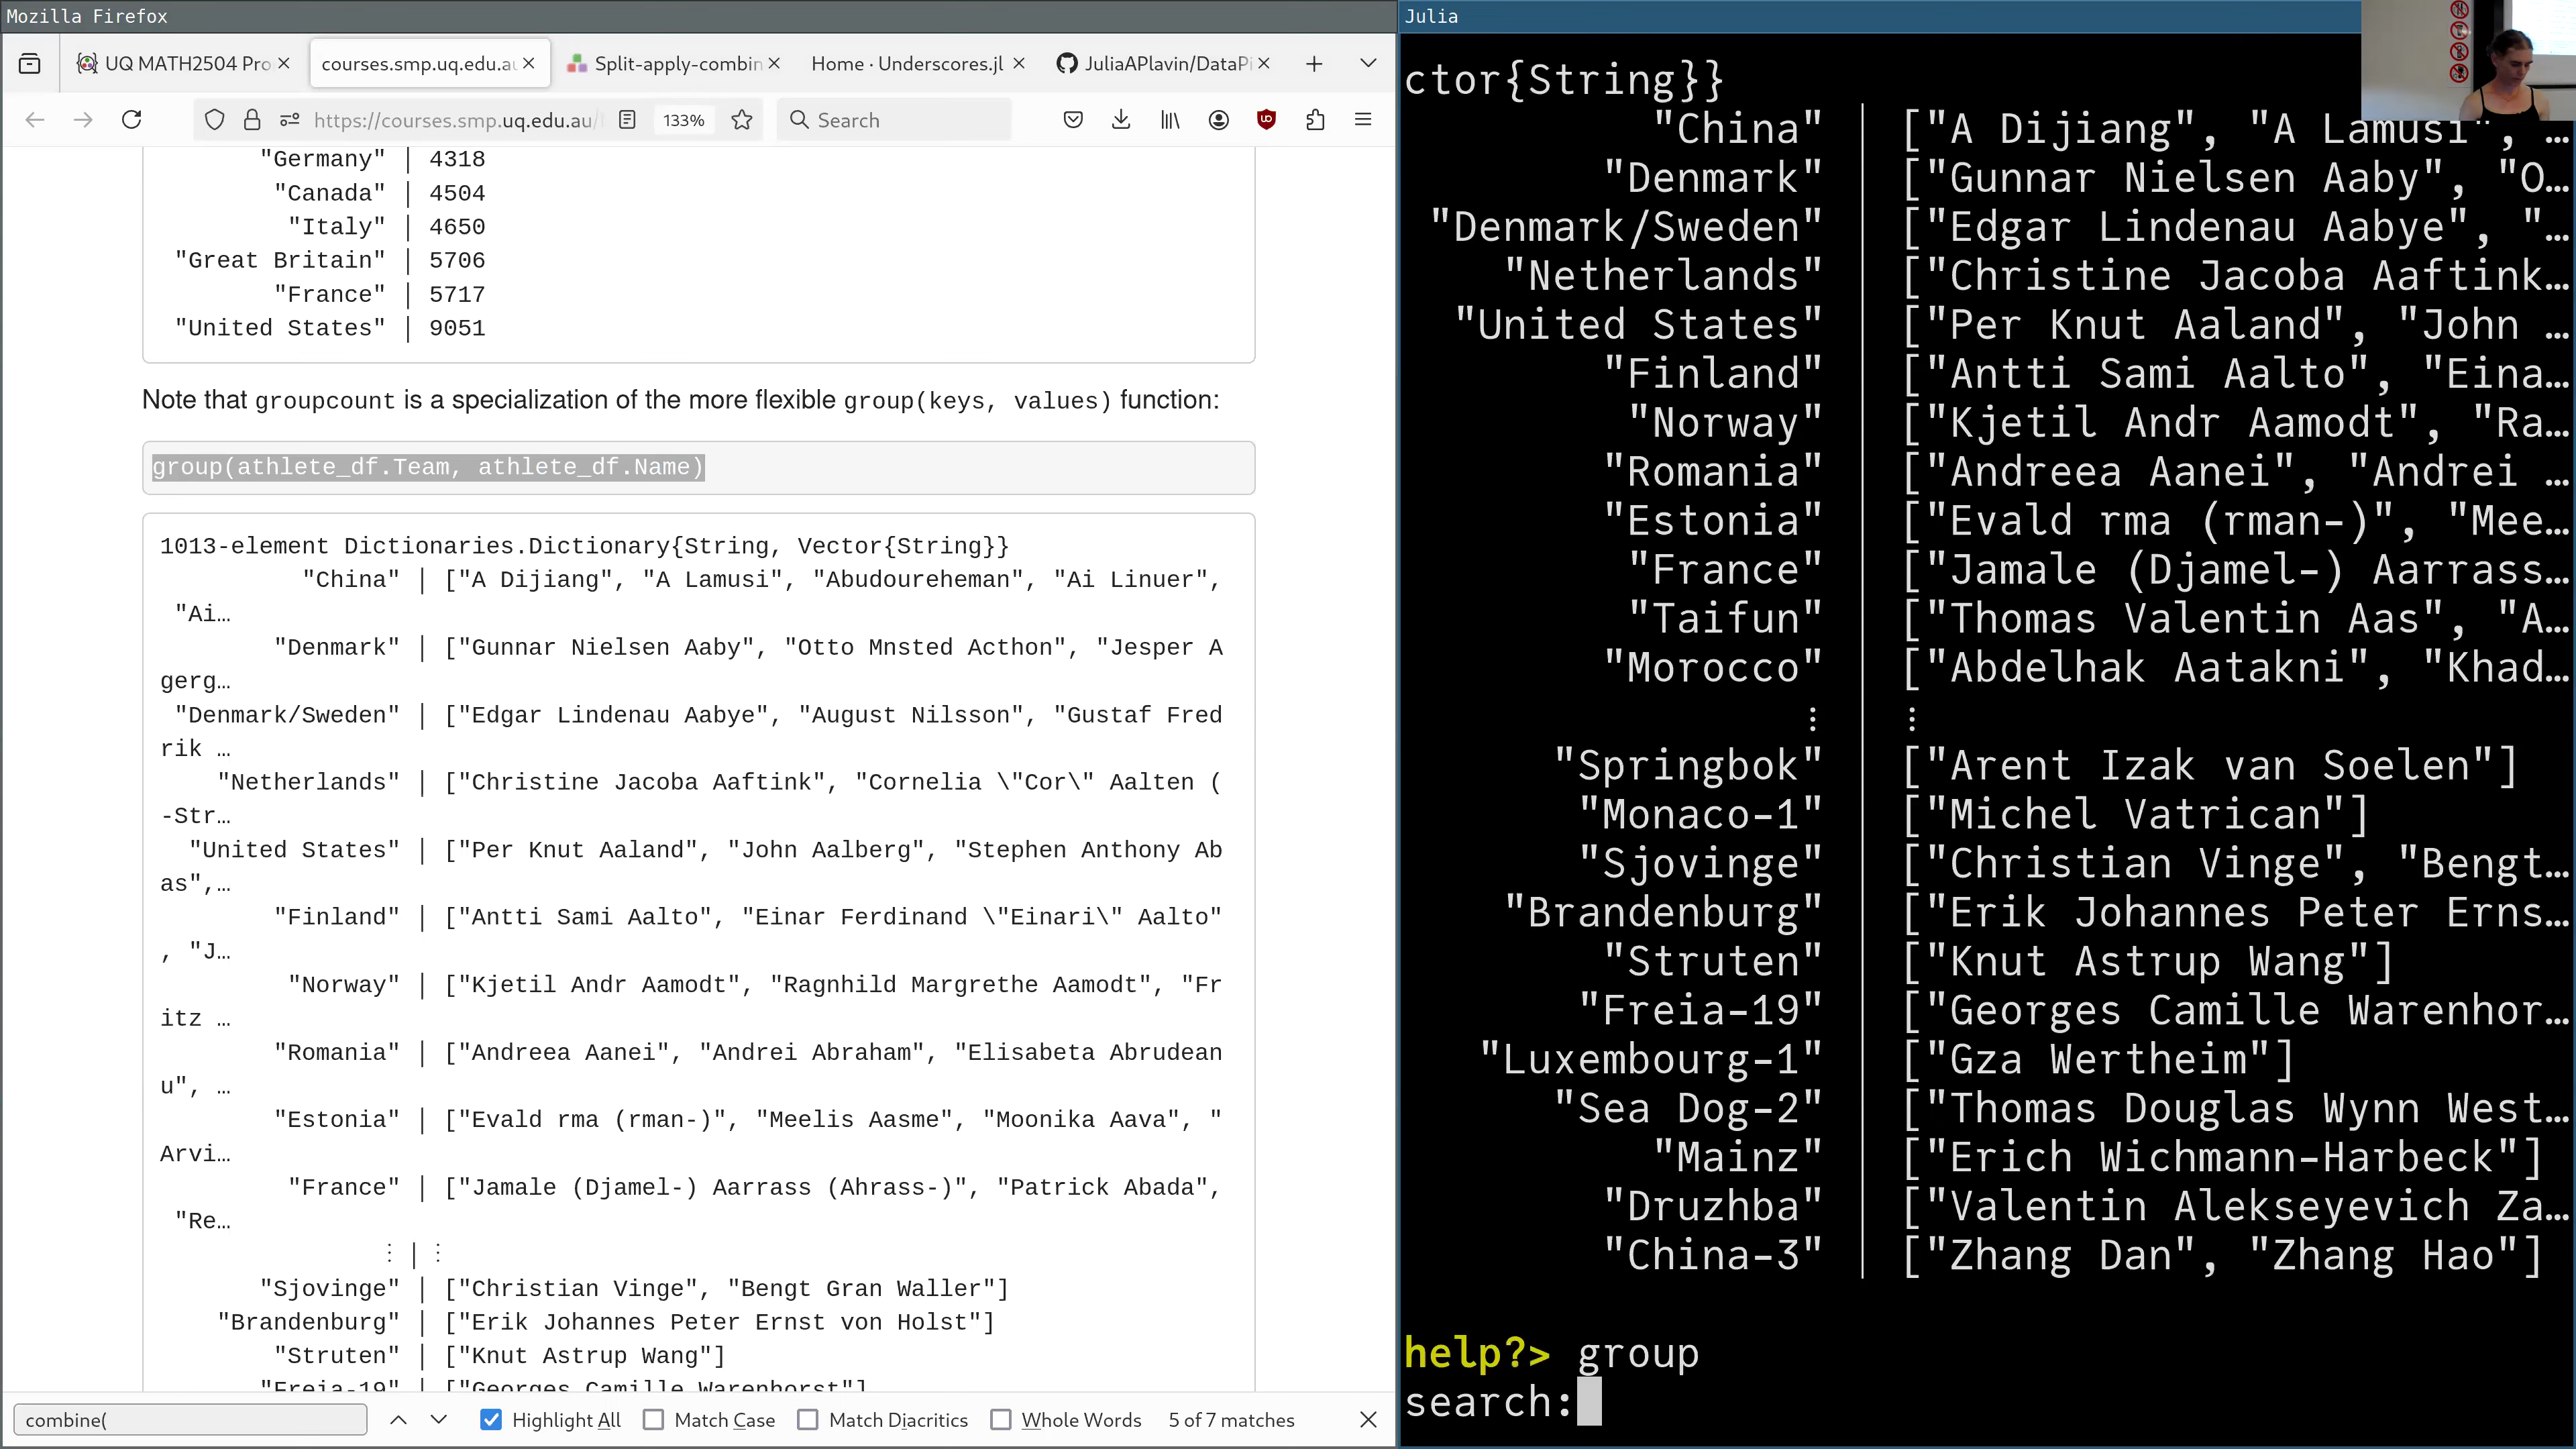 Mozilla Firefox
UQ MATH2504 Pro
courses.smp.uq.edu.au
Split-apply-combin
Home · Underscores.jl
JuliaAPlavin/DataPi
https://courses.smp.uq.edu.au/
133%
Search
"Germany" | 4318
"Canada" | 4504
"Italy" | 4650
"Great Britain" | 5706
"France" | 5717
"United States" | 9051
Note that groupcount is a specialization of the more flexible group(keys, values) function:
group(athlete_df.Team, athlete_df.Name)
1013-element Dictionaries.Dictionary{String, Vector{String}}
"China" | ["A Dijiang", "A Lamusi", "Abudoureheman", "Ai Linuer",
"Ai…
"Denmark" | ["Gunnar Nielsen Aaby", "Otto Mnsted Acthon", "Jesper A
gerg…
"Denmark/Sweden" | ["Edgar Lindenau Aabye", "August Nilsson", "Gustaf Fred
rik …
"Netherlands" | ["Christine Jacoba Aaftink", "Cornelia \"Cor\" Aalten (
-Str…
"United States" | ["Per Knut Aaland", "John Aalberg", "Stephen Anthony Ab
as",…
"Finland" | ["Antti Sami Aalto", "Einar Ferdinand \"Einari\" Aalto"
, "J…
"Norway" | ["Kjetil Andr Aamodt", "Ragnhild Margrethe Aamodt", "Fr
itz …
"Romania" | ["Andreea Aanei", "Andrei Abraham", "Elisabeta Abrudean
u", …
"Estonia" | ["Evald rma (rman-)", "Meelis Aasme", "Moonika Aava", "
Arvi…
"France" | ["Jamale (Djamel-) Aarrass (Ahrass-)", "Patrick Abada",
"Re…
⋮ | ⋮
"Sjovinge" | ["Christian Vinge", "Bengt Gran Waller"]
"Brandenburg" | ["Erik Johannes Peter Ernst von Holst"]
"Struten" | ["Knut Astrup Wang"]
"Freia-19" | ["Georges Camille Warenhorst"]
combine(
Highlight All
Match Case
Match Diacritics
Whole Words
5 of 7 matches
Julia
ctor{String}}
"China" │ ["A Dijiang", "A Lamusi", …
"Denmark" │ ["Gunnar Nielsen Aaby", "O…
"Denmark/Sweden" │ ["Edgar Lindenau Aabye", "…
"Netherlands" │ ["Christine Jacoba Aaftink…
"United States" │ ["Per Knut Aaland", "John …
"Finland" │ ["Antti Sami Aalto", "Eina…
"Norway" │ ["Kjetil Andr Aamodt", "Ra…
"Romania" │ ["Andreea Aanei", "Andrei …
"Estonia" │ ["Evald rma (rman-)", "Mee…
"France" │ ["Jamale (Djamel-) Aarrass…
"Taifun" │ ["Thomas Valentin Aas", "A…
"Morocco" │ ["Abdelhak Aatakni", "Khad…
⋮ │ ⋮
"Springbok" │ ["Arent Izak van Soelen"]
"Monaco-1" │ ["Michel Vatrican"]
"Sjovinge" │ ["Christian Vinge", "Bengt…
"Brandenburg" │ ["Erik Johannes Peter Erns…
"Struten" │ ["Knut Astrup Wang"]
"Freia-19" │ ["Georges Camille Warenhor…
"Luxembourg-1" │ ["Gza Wertheim"]
"Sea Dog-2" │ ["Thomas Douglas Wynn West…
"Mainz" │ ["Erich Wichmann-Harbeck"]
"Druzhba" │ ["Valentin Alekseyevich Za…
"China-3" │ ["Zhang Dan", "Zhang Hao"]
help?> group
search: